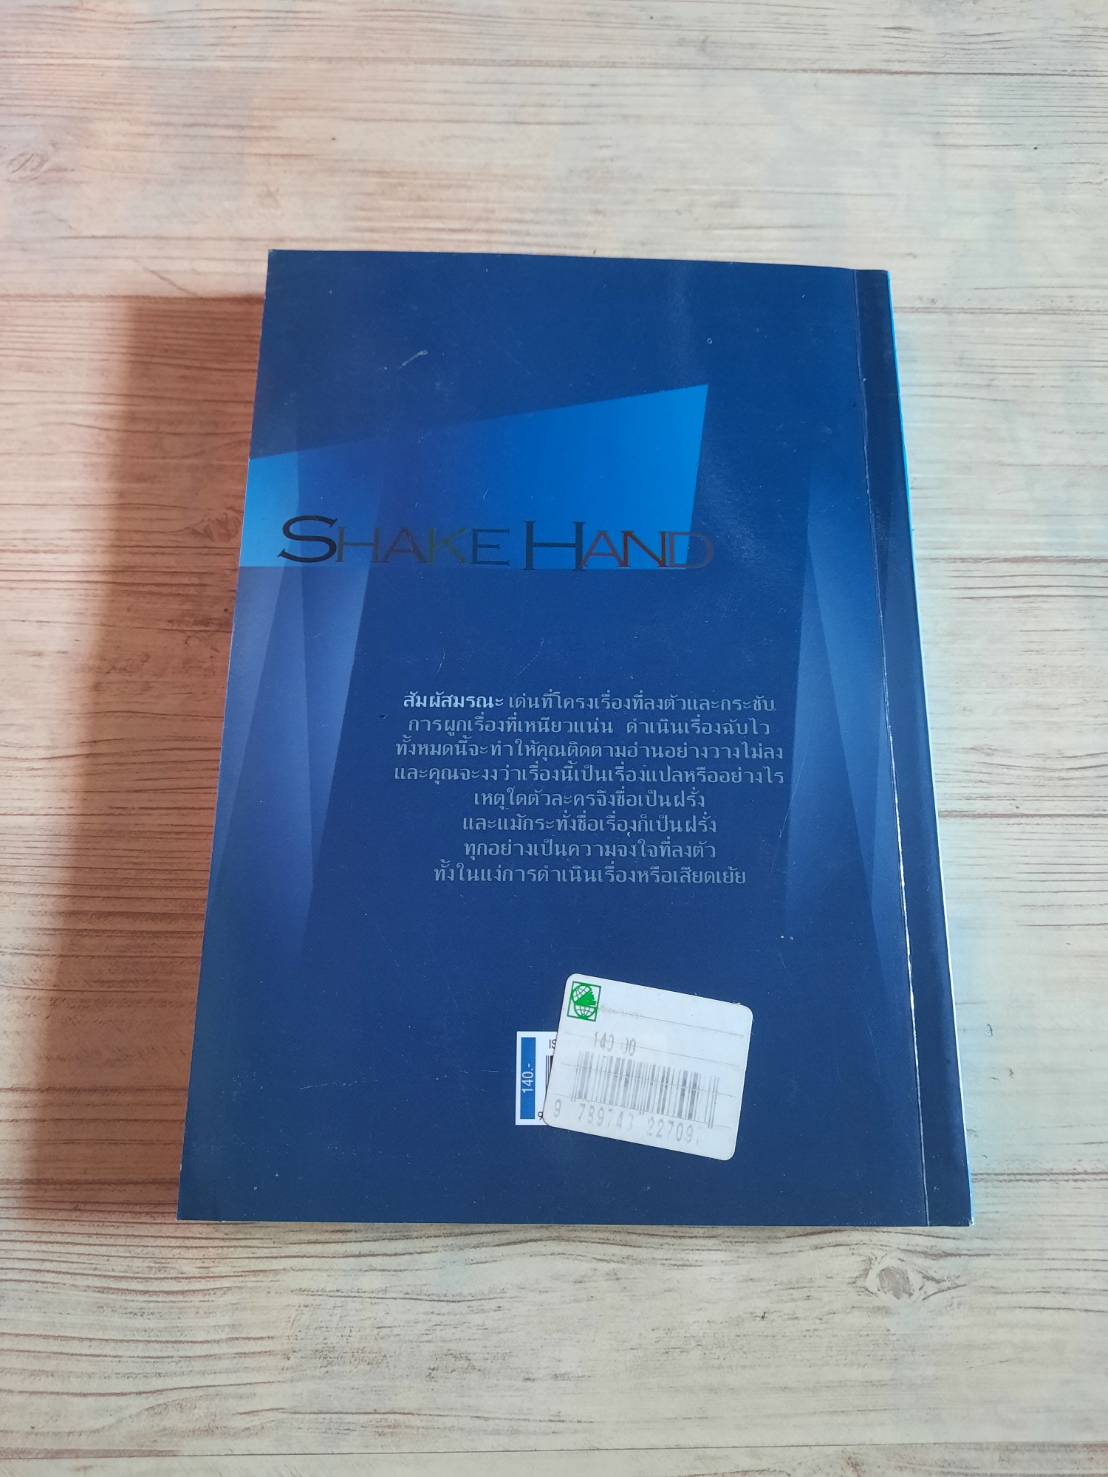 SHAKE HAND
สัมผัสมรณะ เด่นที่โครงเรื่องที่ลงตัวและกระชับ
การผูกเรื่องที่เหนียวแน่น ดำเนินเรื่องฉับไว
ทั้งหมดนี้จะทำให้คุณติดตามอ่านอย่างวางไม่ลง
และคุณจะงงว่าเรื่องนี้เป็นเรื่องแปลหรืออย่างไร
เหตุใดตัวละครจึงชื่อเป็นฝรั่ง
และแม้กระทั่งชื่อเรื่องก็เป็นฝรั่ง
ทุกอย่างเป็นความจงใจที่ลงตัว
ทั้งในแง่การดำเนินเรื่องหรือเสียดเย้ย
140.-
140.00
9 789743 22709